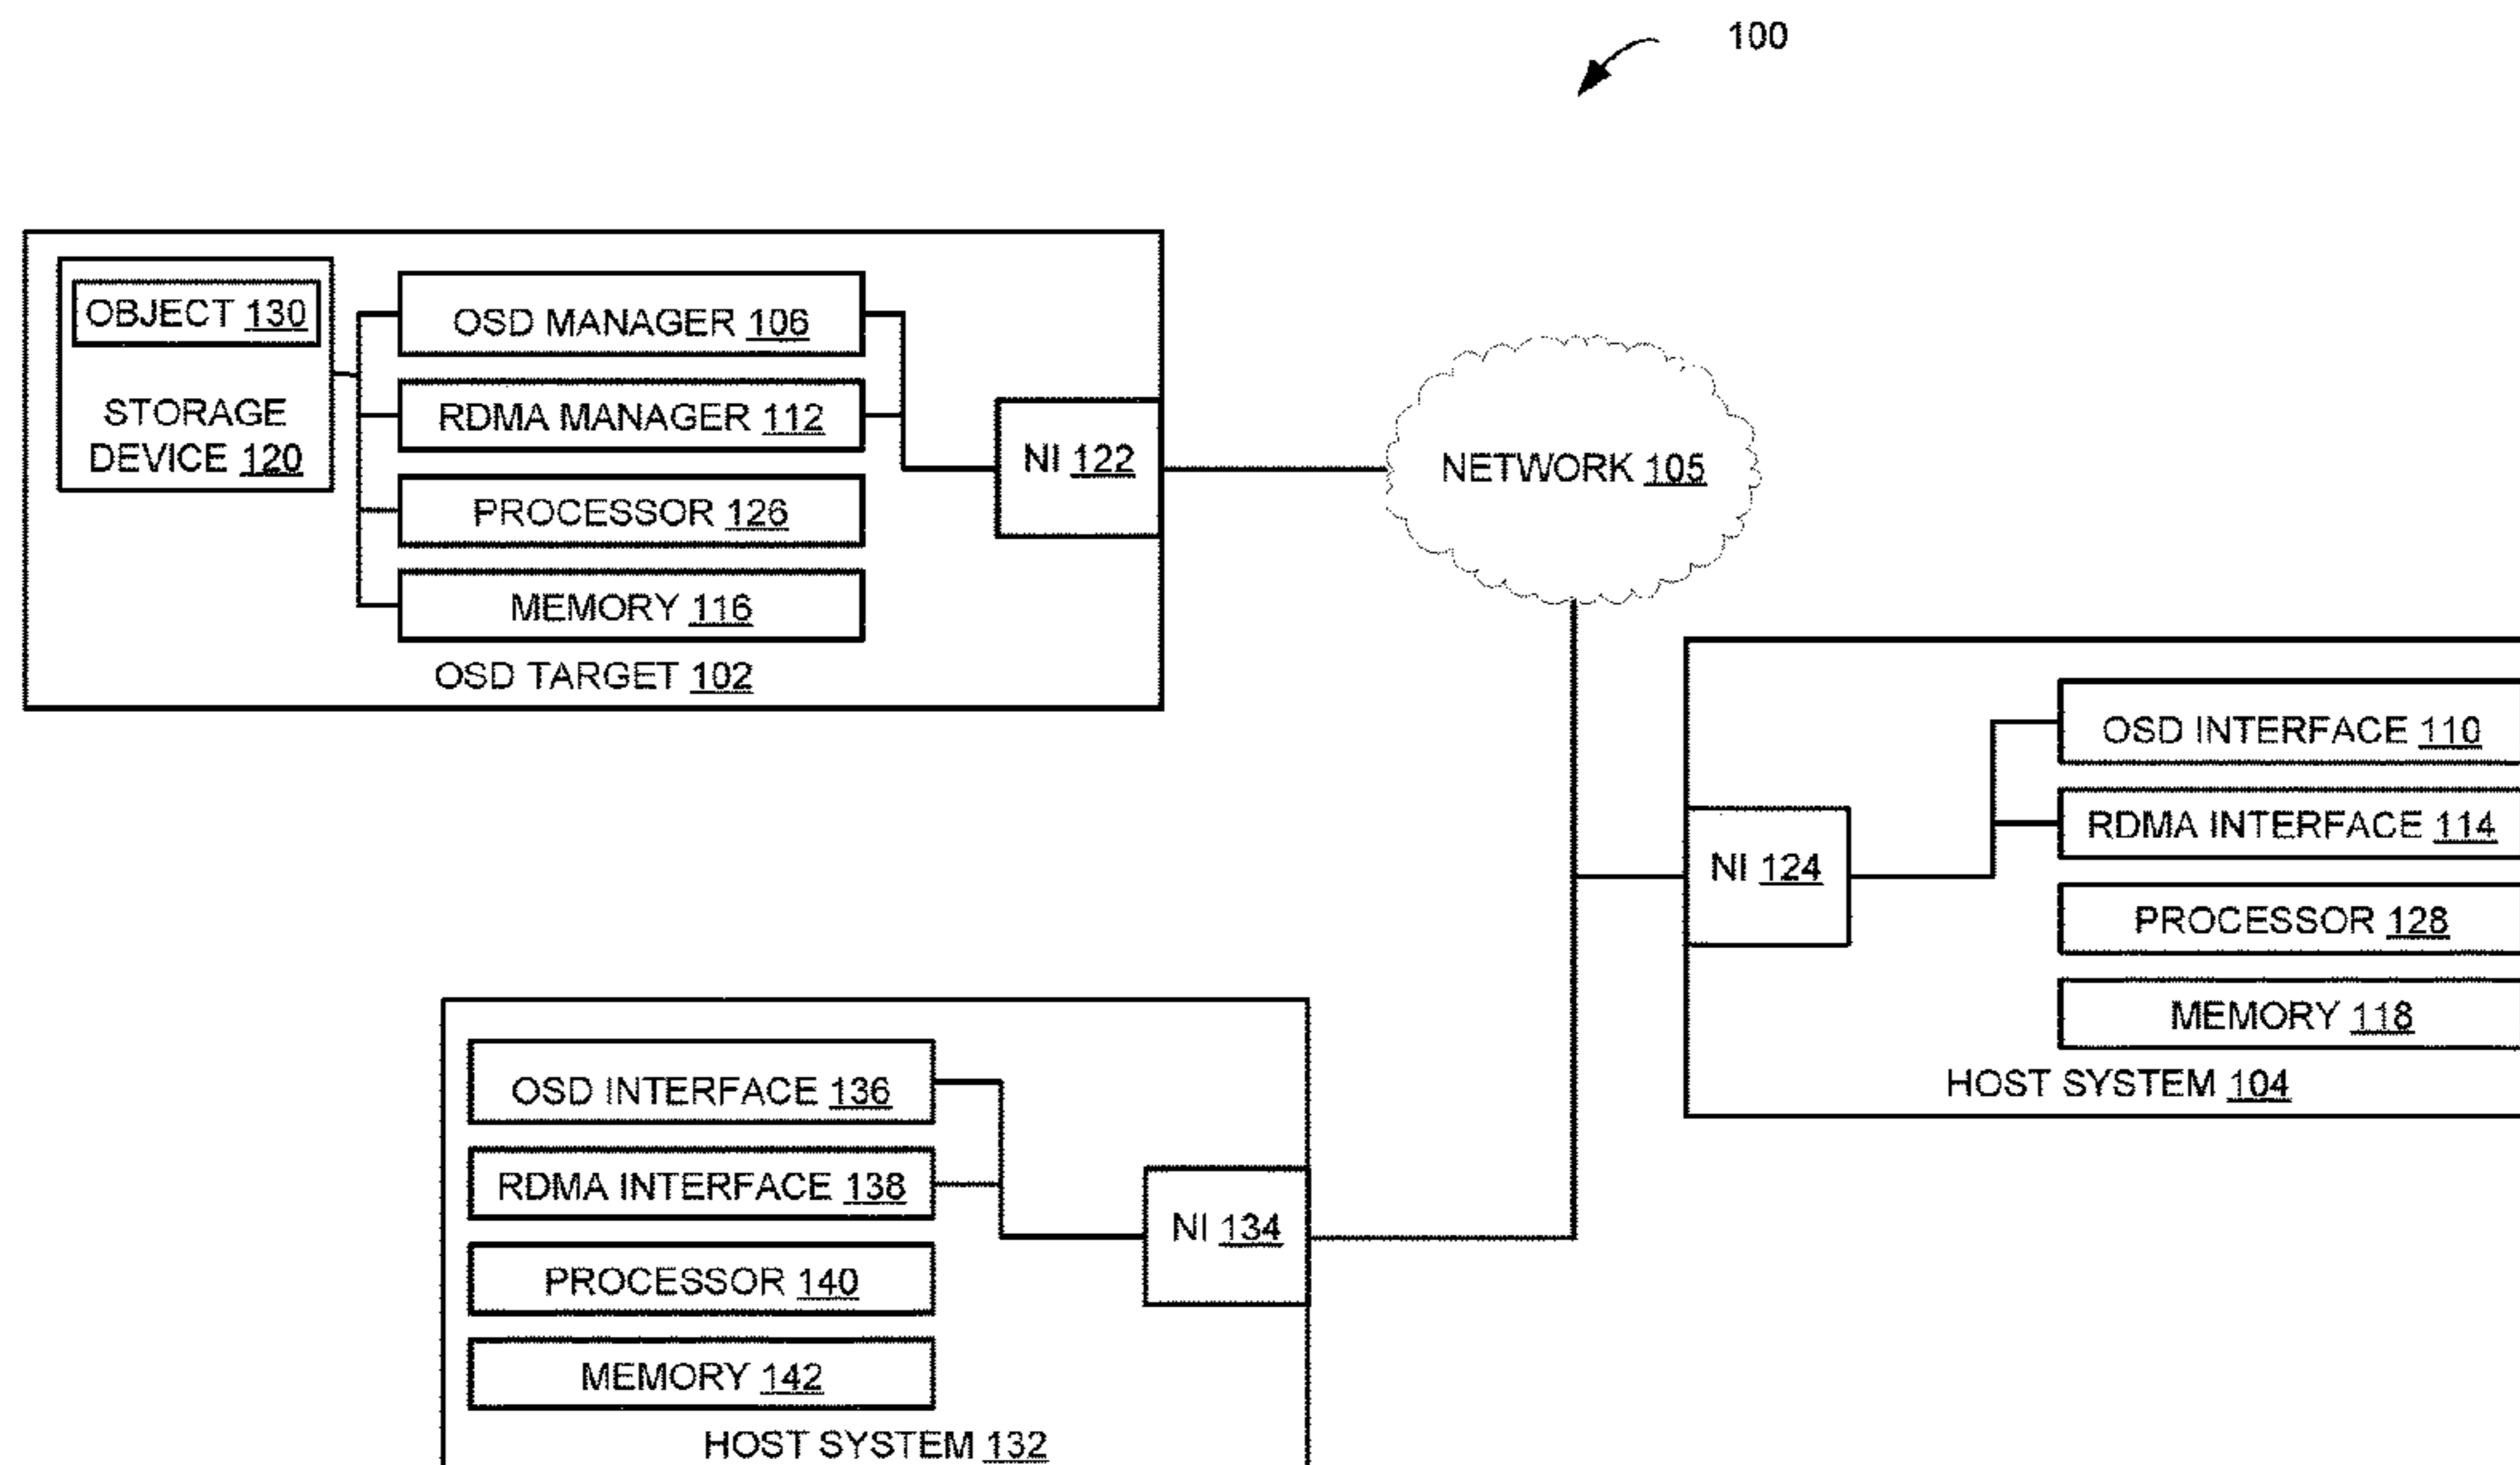 100
OBJECT 130
STORAGE
DEVICE 120
OSD MANAGER 106
RDMA MANAGER 112
PROCESSOR 126
MEMORY 116
NI 122
OSD TARGET 102
NETWORK 105
OSD INTERFACE 110
RDMA INTERFACE 114
PROCESSOR 128
MEMORY 118
NI 124
HOST SYSTEM 104
OSD INTERFACE 136
RDMA INTERFACE 138
PROCESSOR 140
MEMORY 142
NI 134
HOST SYSTEM 132